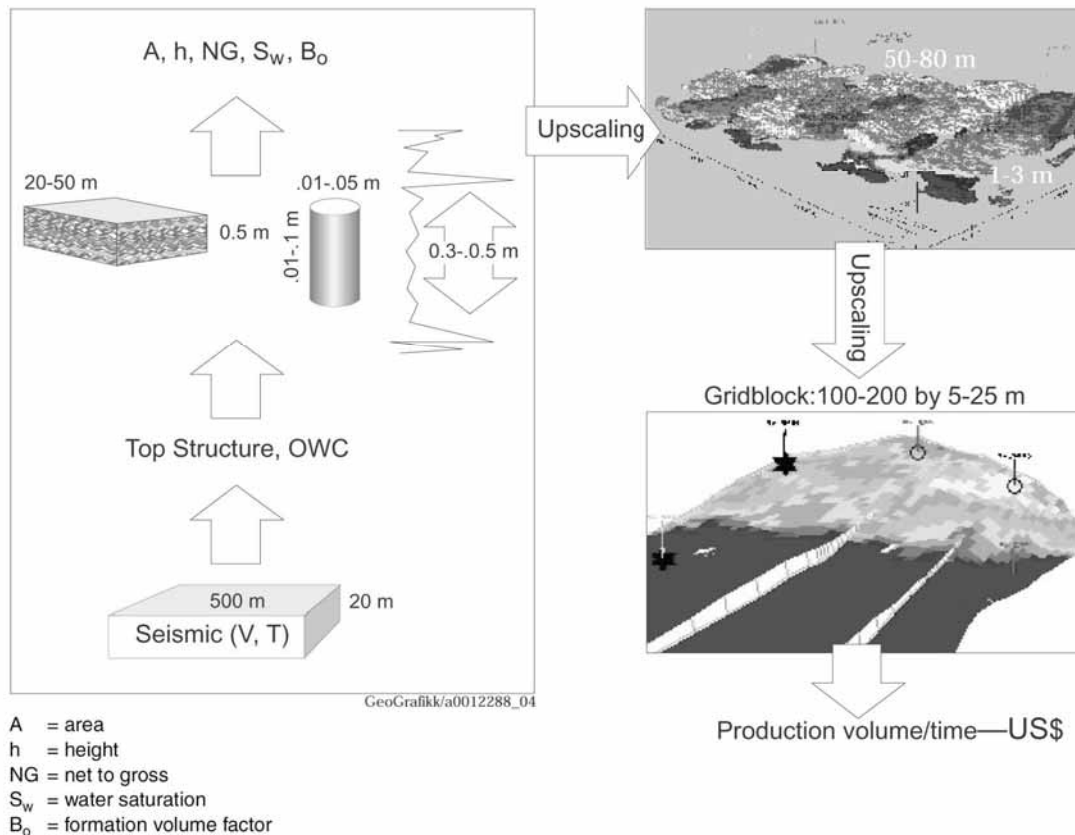 A, h, NG, Sw, Bo
20-50 m
0.5 m
.01-.05 m
.01-.1 m
0.3-.0.5 m
Top Structure, OWC
500 m
20 m
Seismic (V, T)
GeoGrafikk/a0012288_04
Upscaling
50-80 m
1-3 m
Upscaling
Gridblock:100-200 by 5-25 m
Production volume/time—US$
A = area
h = height
NG = net to gross
Sw = water saturation
Bo = formation volume factor